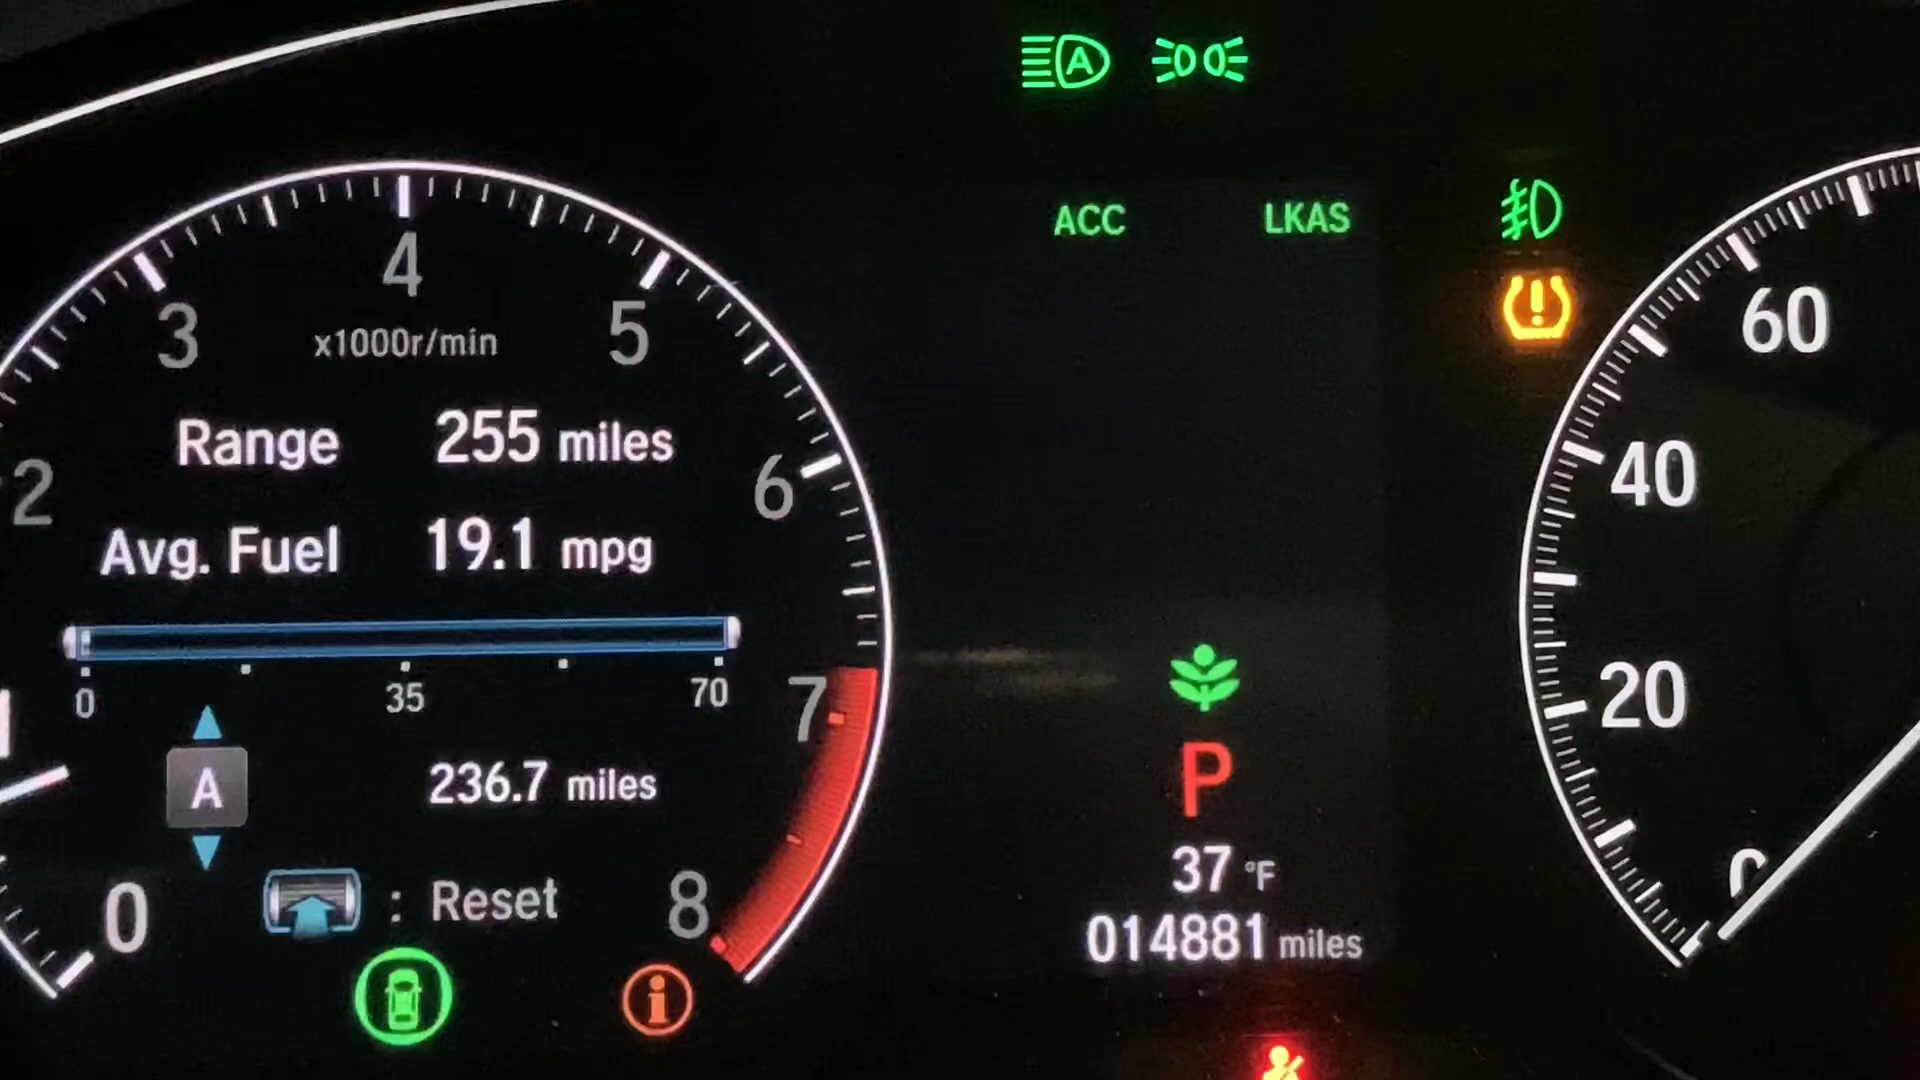 A
ACC LKAS
4
3 5
x1000r/min
60
Range 255 miles
2 6
40
Avg. Fuel 19.1 mpg
0 35 70
7
20
A 236.7 miles
P
37 °F
0 : Reset 8
014881 miles
0